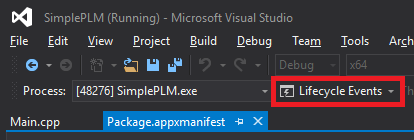 SimplePLM (Running) - Microsoft Visual Studio
File Edit View Project Build Debug Team Tools Test
Debug x64
Process: [48276] SimplePLM.exe Lifecycle Events
Main.cpp Package.appxmanifest